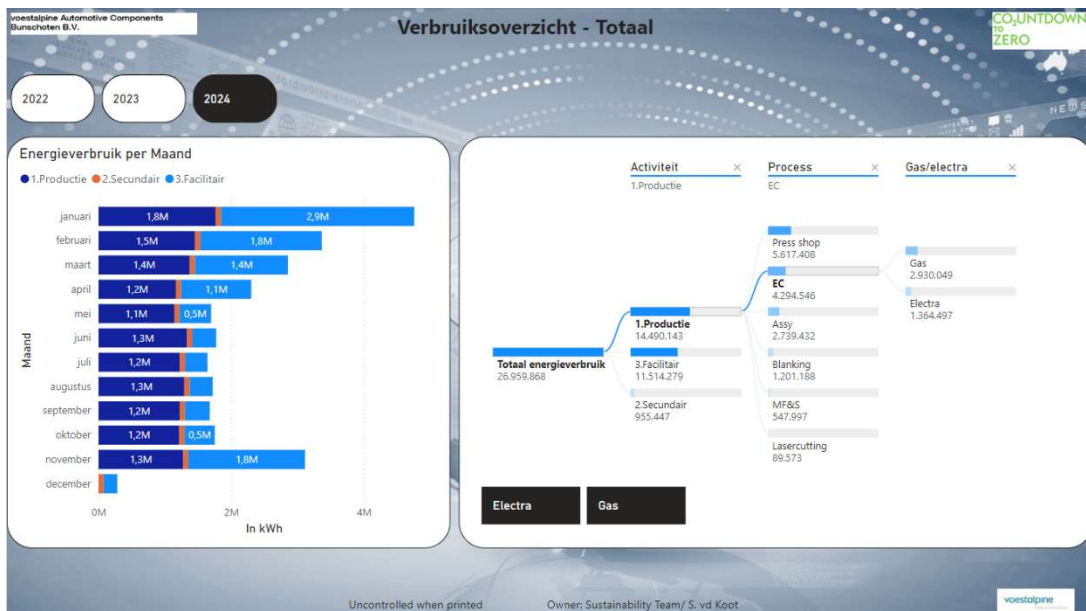 voestalpine Automotive Components
Bunschoten B.V.
Verbruiksoverzicht - Totaal
CO₂UNTDOWN
TO
ZERO
NEWS
2022
2023
2024
Energieverbruik per Maand
1.Productie 2.Secundair 3.Facilitair
Maand
januari 1,8M 2,9M
februari 1,5M 1,8M
maart 1,4M 1,4M
april 1,2M 1,1M
mei 1,1M 0,5M
juni 1,3M
juli 1,2M
augustus 1,3M
september 1,2M
oktober 1,2M 0,5M
november 1,3M 1,8M
december
0M 2M 4M
In kWh
Activiteit
1.Productie
Process
EC
Gas/electra
Totaal energieverbruik
26.959.868
1.Productie
14.490.143
3.Facilitair
11.514.279
2.Secundair
955.447
Press shop
5.617.408
EC
4.294.546
Assy
2.739.432
Blanking
1.201.188
MF&S
547.997
Lasercutting
89.573
Gas
2.930.049
Electra
1.364.497
Electra
Gas
Uncontrolled when printed
Owner: Sustainability Team/ S. vd Koot
voestalpine